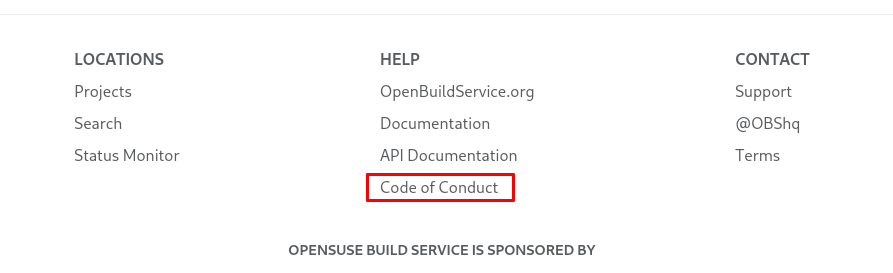 LOCATIONS
Projects
Search
Status Monitor
HELP
OpenBuildService.org
Documentation
API Documentation
Code of Conduct
CONTACT
Support
@OBShq
Terms
OPENSUSE BUILD SERVICE IS SPONSORED BY